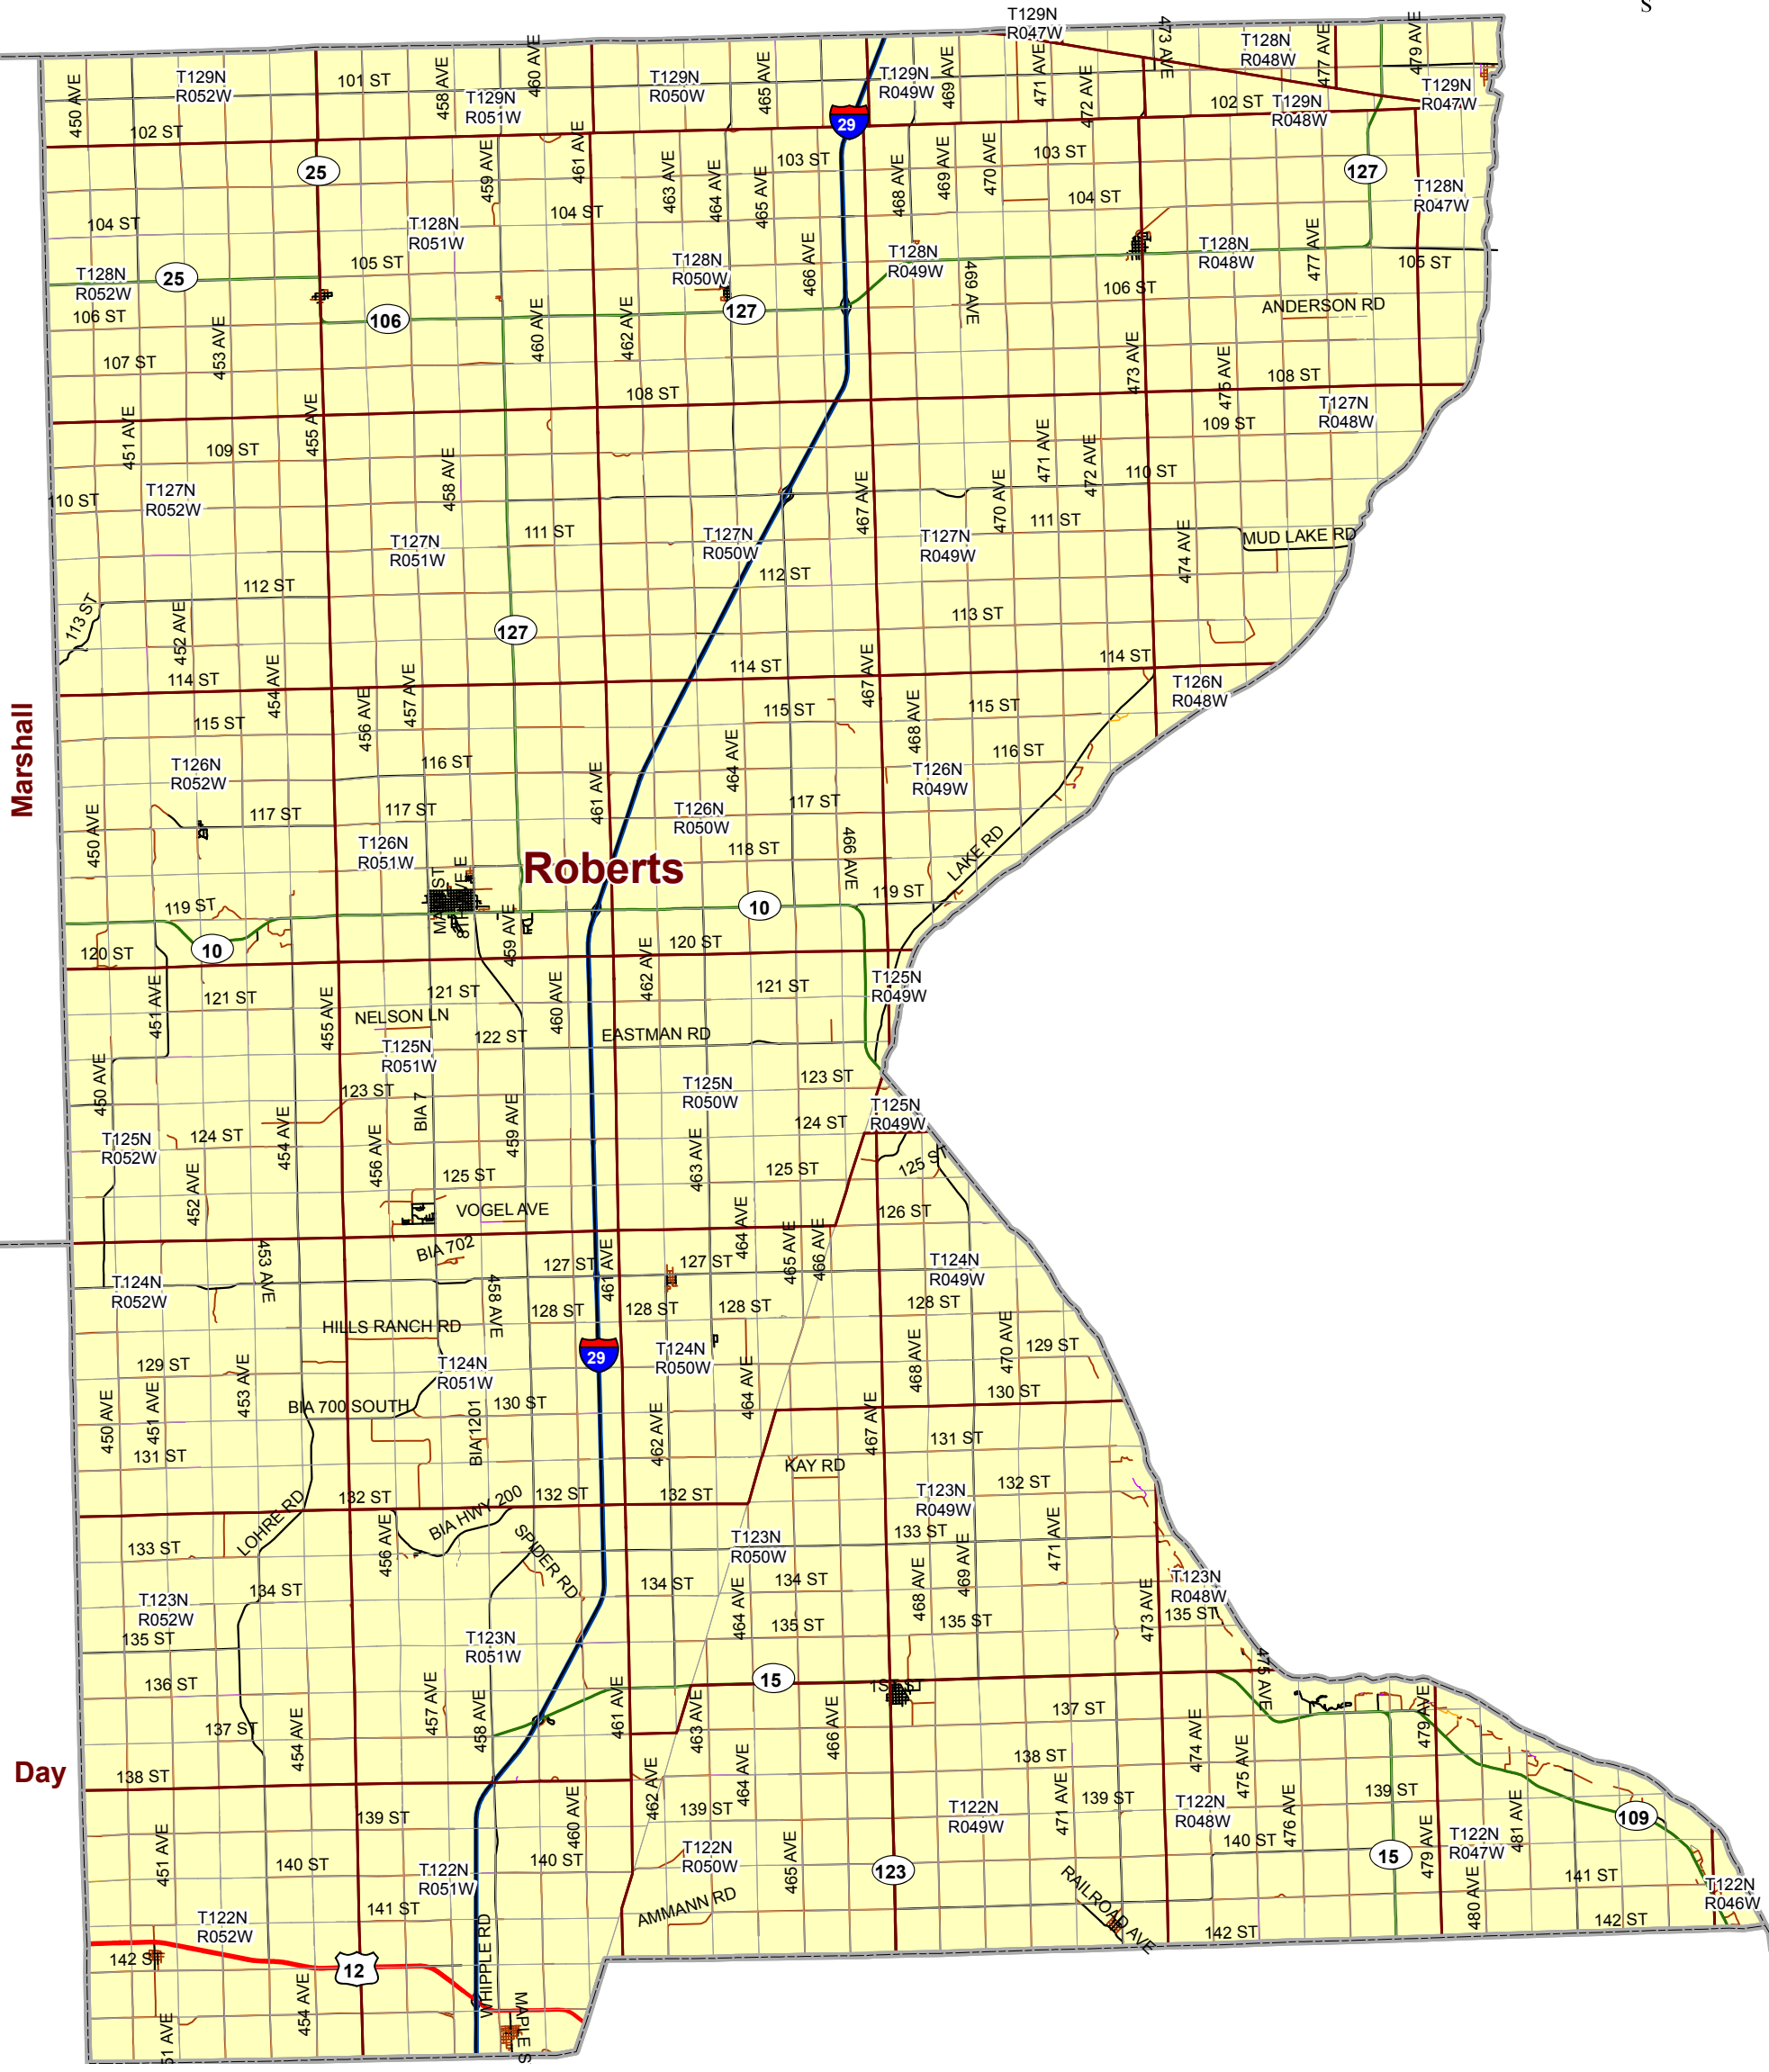 S
T129N
R047W
473 AVE
479 AVE
T128N
R048W
477 AVE
450 AVE
T129N
R052W
101 ST
458 AVE
460 AVE
T129N
R051W
T129N
R050W
465 AVE
T129N
R049W
469 AVE
471 AVE
472 AVE
102 ST
T129N
R048W
T129N
R047W
29
102 ST
25
459 AVE
461 AVE
463 AVE
464 AVE
465 AVE
103 ST
468 AVE
469 AVE
470 AVE
103 ST
127
104 ST
T128N
R051W
104 ST
104 ST
T128N
R047W
T128N
R052W
25
105 ST
T128N
R050W
466 AVE
T128N
R049W
469 AVE
T128N
R048W
477 AVE
105 ST
106 ST
106
460 AVE
462 AVE
127
106 ST
ANDERSON RD
107 ST
453 AVE
473 AVE
475 AVE
108 ST
108 ST
451 AVE
455 AVE
T127N
R048W
109 ST
109 ST
458 AVE
471 AVE
472 AVE
110 ST
110 ST
T127N
R052W
467 AVE
470 AVE
T127N
R051W
111 ST
T127N
R050W
T127N
R049W
111 ST
474 AVE
MUD LAKE RD
112 ST
112 ST
113 ST
452 AVE
127
113 ST
114 ST
454 AVE
114 ST
467 AVE
114 ST
T126N
R048W
115 ST
456 AVE
457 AVE
115 ST
468 AVE
115 ST
Marshall
T126N
R052W
116 ST
461 AVE
464 AVE
T126N
R049W
116 ST
450 AVE
117 ST
117 ST
T126N
R050W
117 ST
T126N
R051W
118 ST
466 AVE
LAKE RD
Roberts
119 ST
10
119 ST
10
459 AVE
120 ST
120 ST
462 AVE
451 AVE
121 ST
455 AVE
121 ST
460 AVE
121 ST
T125N
R049W
NELSON LN
122 ST
EASTMAN RD
T125N
R051W
450 AVE
123 ST
BIA 7
459 AVE
T125N
R050W
123 ST
T125N
R049W
T125N
R052W
124 ST
454 AVE
456 AVE
463 AVE
124 ST
452 AVE
125 ST
125 ST
125 ST
VOGEL AVE
464 AVE
465 AVE
466 AVE
126 ST
453 AVE
BIA 702
458 AVE
127 ST
461 AVE
127 ST
T124N
R049W
T124N
R052W
128 ST
128 ST
128 ST
128 ST
HILLS RANCH RD
29
T124N
R050W
468 AVE
470 AVE
129 ST
129 ST
453 AVE
T124N
R051W
464 AVE
450 AVE
451 AVE
BIA 700 SOUTH
BIA 1201
130 ST
462 AVE
467 AVE
130 ST
131 ST
131 ST
KAY RD
132 ST
132 ST
132 ST
132 ST
T123N
R049W
LOHRE RD
BIA HWY 200
SPIDER RD
133 ST
456 AVE
T123N
R050W
133 ST
469 AVE
471 AVE
134 ST
134 ST
464 AVE
134 ST
468 AVE
473 AVE
T123N
R048W
T123N
R052W
135 ST
T123N
R051W
135 ST
135 ST
135 ST
136 ST
457 AVE
458 AVE
461 AVE
463 AVE
15
475 AVE
137 ST
454 AVE
466 AVE
137 ST
474 AVE
479 AVE
Day
138 ST
462 AVE
464 AVE
138 ST
475 AVE
139 ST
460 AVE
139 ST
T122N
R049W
471 AVE
139 ST
T122N
R048W
476 AVE
139 ST
481 AVE
109
451 AVE
140 ST
T122N
R051W
140 ST
T122N
R050W
465 AVE
123
140 ST
15
479 AVE
T122N
R047W
T122N
R052W
141 ST
WHIPPLE RD
AMMANN RD
RAILROAD AVE
480 AVE
141 ST
T122N
R046W
142 ST
142 ST
142 S
12
454 AVE
51 AVE
MAPLE S